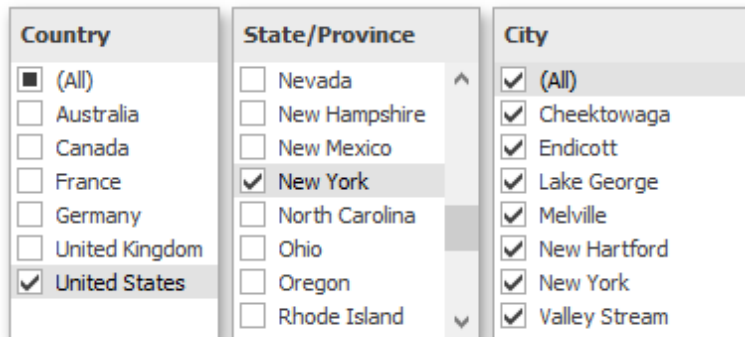 Country
(All)
Australia
Canada
France
Germany
United Kingdom
United States
State/Province
Nevada
New Hampshire
New Mexico
New York
North Carolina
Ohio
Oregon
Rhode Island
City
(All)
Cheektowaga
Endicott
Lake George
Melville
New Hartford
New York
Valley Stream